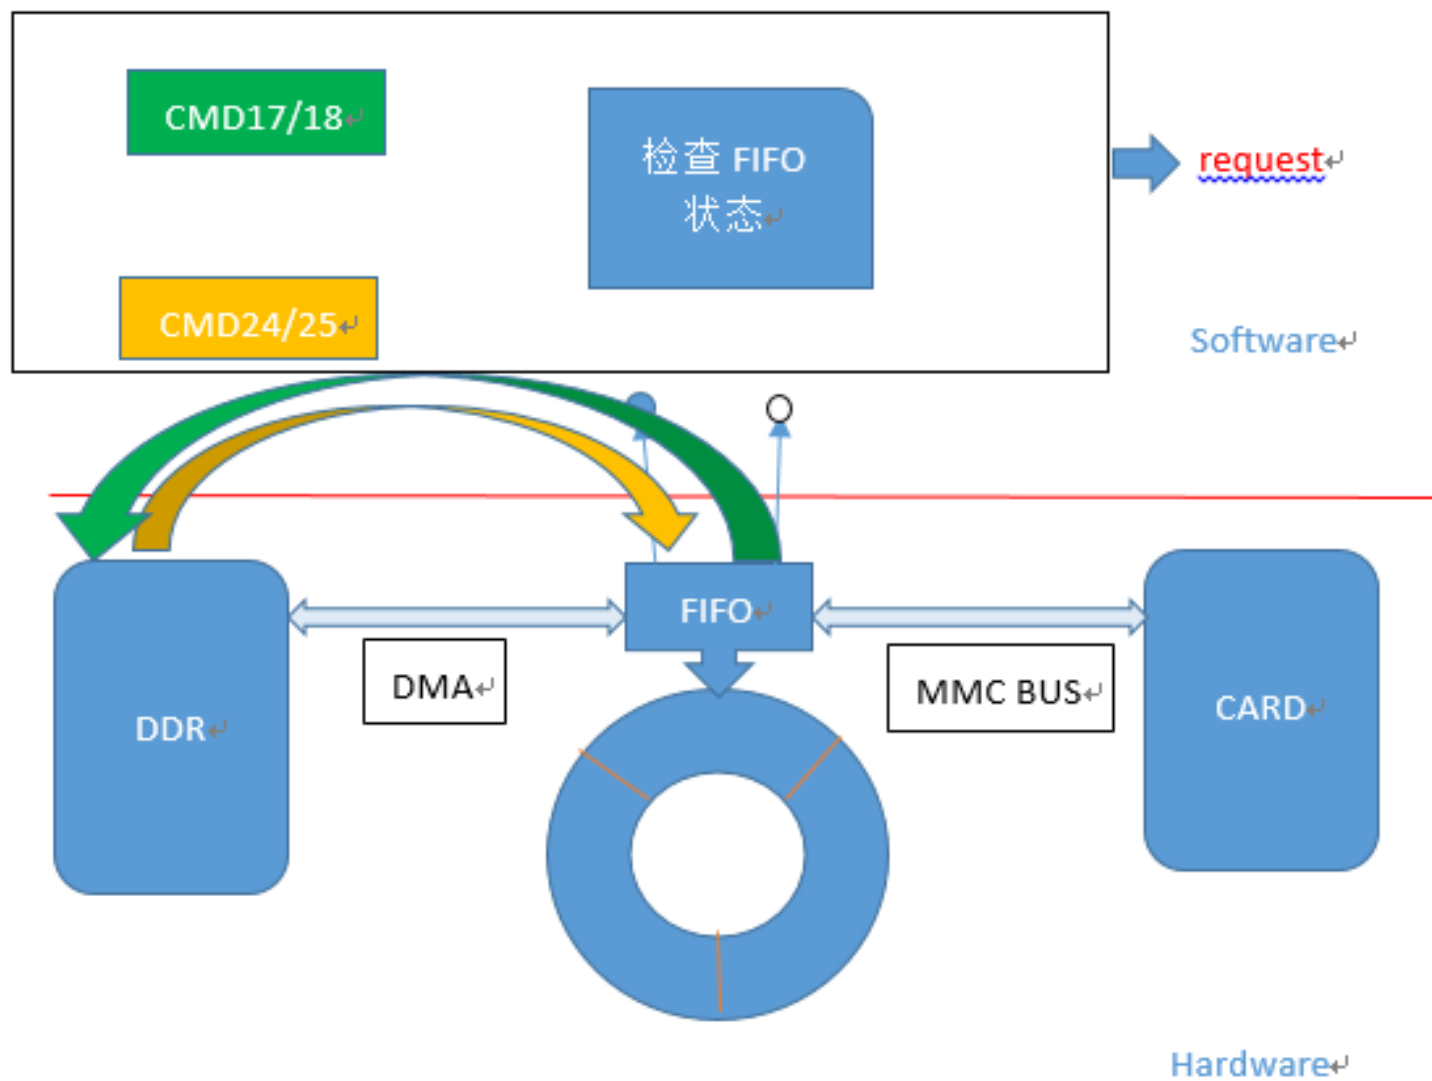 CMD17/18
检查 FIFO
状态
request
CMD24/25
Software
FIFO
DMA
MMC BUS
DDR
CARD
Hardware